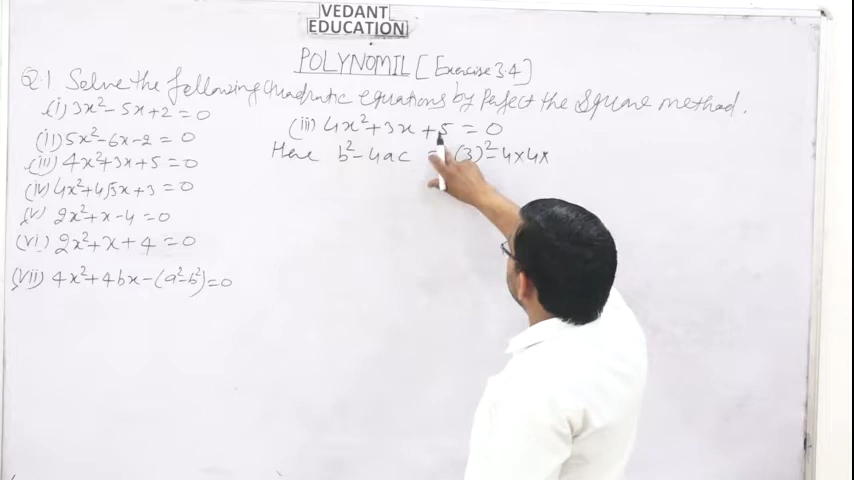 VEDANT
EDUCATION
POLYNOMIL [Exercise 3.4]
Q.1 Solve the following Quadratic equations by Perfect the Square method.
(i) 3x²-5x+2=0
(ii) 5x²-6x-2=0
(iii) 4x²+3x+5=0
(iv) 4x²+4√3x+3=0
(v) 2x²+x-4=0
(vi) 2x²+x+4=0
(vii) 4x²+4bx-(a²-b²)=0
(iii) 4x²+3x+5=0
Here b²-4ac = (3)²-4×4×